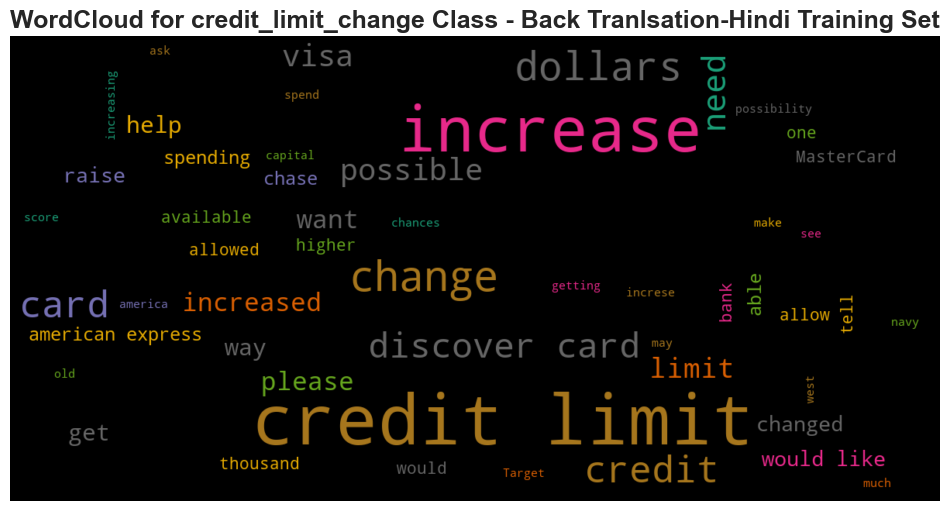 WordCloud for credit_limit_change Class - Back Tranlsation-Hindi Training Set
ask
visa
dollars
need
increasing
spend
possibility
help
increase
one
spending
capital
possible
MasterCard
raise
chase
score
available
want
chances
make
see
allowed
higher
change
getting
increse
bank
able
card
america
increased
allow
tell
navy
american express
way
discover card
may
limit
old
please
west
credit limit
get
changed
thousand
would
Target
credit
would like
much